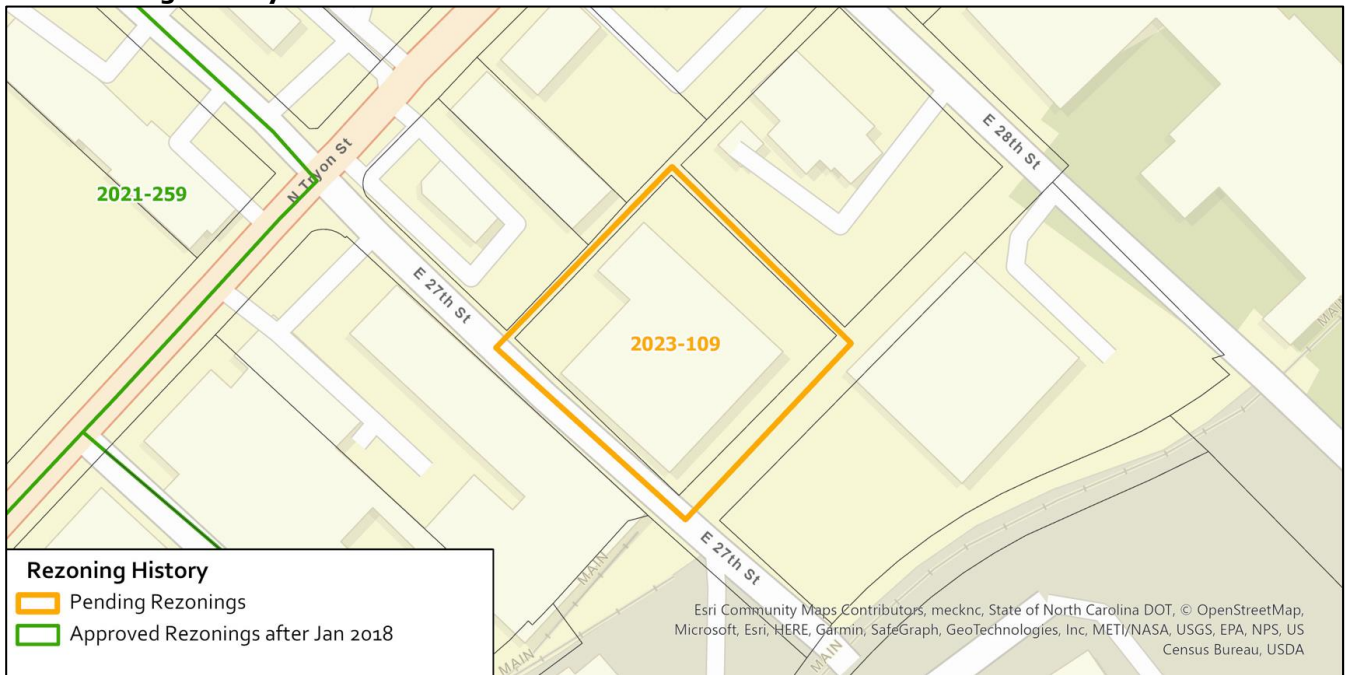 N Tryon St
E 28th St
2021-259
E 27th St
MAIN
2023-109
E 27th St
MAIN
MAIN
MAIN
Rezoning History
Pending Rezonings
Approved Rezonings after Jan 2018
Esri Community Maps Contributors, mecknc, State of North Carolina DOT, © OpenStreetMap,
Microsoft, Esri, HERE, Garmin, SafeGraph, GeoTechnologies, Inc, METI/NASA, USGS, EPA, NPS, US
Census Bureau, USDA